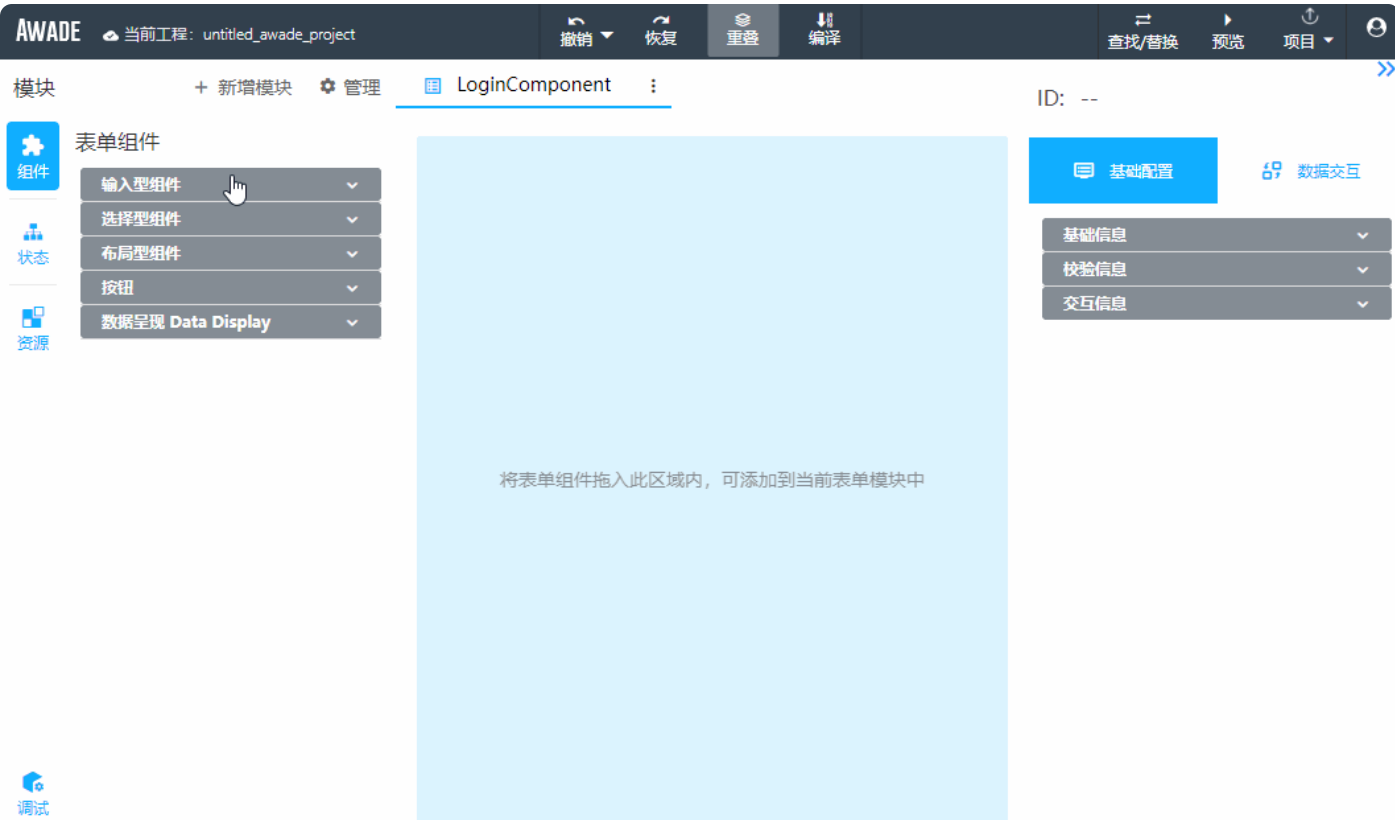 AWADE 当前工程：untitled_awade_project 撤销 恢复 重叠 编译 查找/替换 预览 项目
模块 + 新增模块 管理 LoginComponent
ID: --
组件
表单组件
输入型组件
选择型组件
布局型组件
按钮
数据呈现 Data Display
状态
资源
调试
将表单组件拖入此区域内，可添加到当前表单模块中
基础配置 数据交互
基础信息
校验信息
交互信息